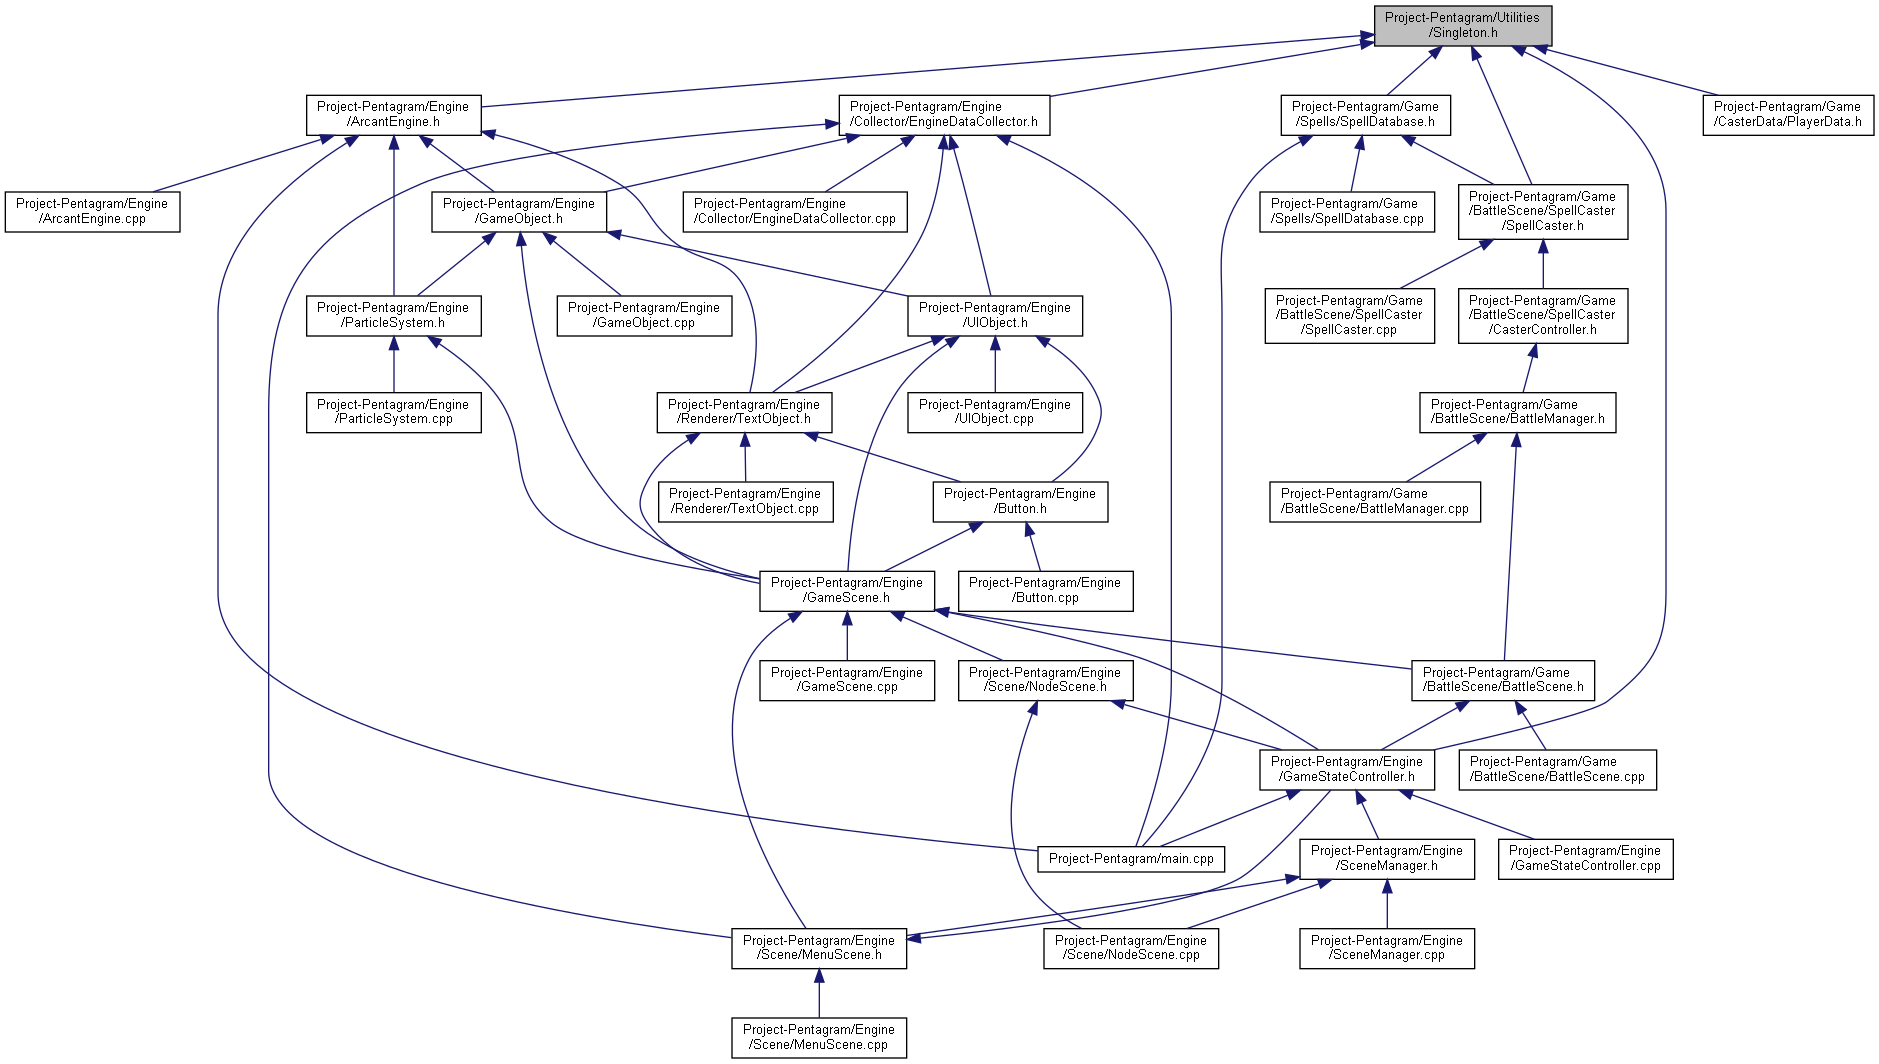 Project-Pentagram/Utilities
/Singleton.h
Project-Pentagram/Engine
/ArcantEngine.h
Project-Pentagram/Engine
/Collector/EngineDataCollector.h
Project-Pentagram/Game
/Spells/SpellDatabase.h
Project-Pentagram/Game
/CasterData/PlayerData.h
Project-Pentagram/Engine
/ArcantEngine.cpp
Project-Pentagram/Engine
/GameObject.h
Project-Pentagram/Engine
/Collector/EngineDataCollector.cpp
Project-Pentagram/Game
/Spells/SpellDatabase.cpp
Project-Pentagram/Game
/BattleScene/SpellCaster
/SpellCaster.h
Project-Pentagram/Engine
/ParticleSystem.h
Project-Pentagram/Engine
/GameObject.cpp
Project-Pentagram/Engine
/UIObject.h
Project-Pentagram/Game
/BattleScene/SpellCaster
/SpellCaster.cpp
Project-Pentagram/Game
/BattleScene/SpellCaster
/CasterController.h
Project-Pentagram/Engine
/ParticleSystem.cpp
Project-Pentagram/Engine
/Renderer/TextObject.h
Project-Pentagram/Engine
/UIObject.cpp
Project-Pentagram/Game
/BattleScene/BattleManager.h
Project-Pentagram/Engine
/Renderer/TextObject.cpp
Project-Pentagram/Engine
/Button.h
Project-Pentagram/Game
/BattleScene/BattleManager.cpp
Project-Pentagram/Engine
/GameScene.h
Project-Pentagram/Engine
/Button.cpp
Project-Pentagram/Engine
/GameScene.cpp
Project-Pentagram/Engine
/Scene/NodeScene.h
Project-Pentagram/Game
/BattleScene/BattleScene.h
Project-Pentagram/Engine
/GameStateController.h
Project-Pentagram/Game
/BattleScene/BattleScene.cpp
Project-Pentagram/main.cpp
Project-Pentagram/Engine
/SceneManager.h
Project-Pentagram/Engine
/GameStateController.cpp
Project-Pentagram/Engine
/Scene/MenuScene.h
Project-Pentagram/Engine
/Scene/NodeScene.cpp
Project-Pentagram/Engine
/SceneManager.cpp
Project-Pentagram/Engine
/Scene/MenuScene.cpp